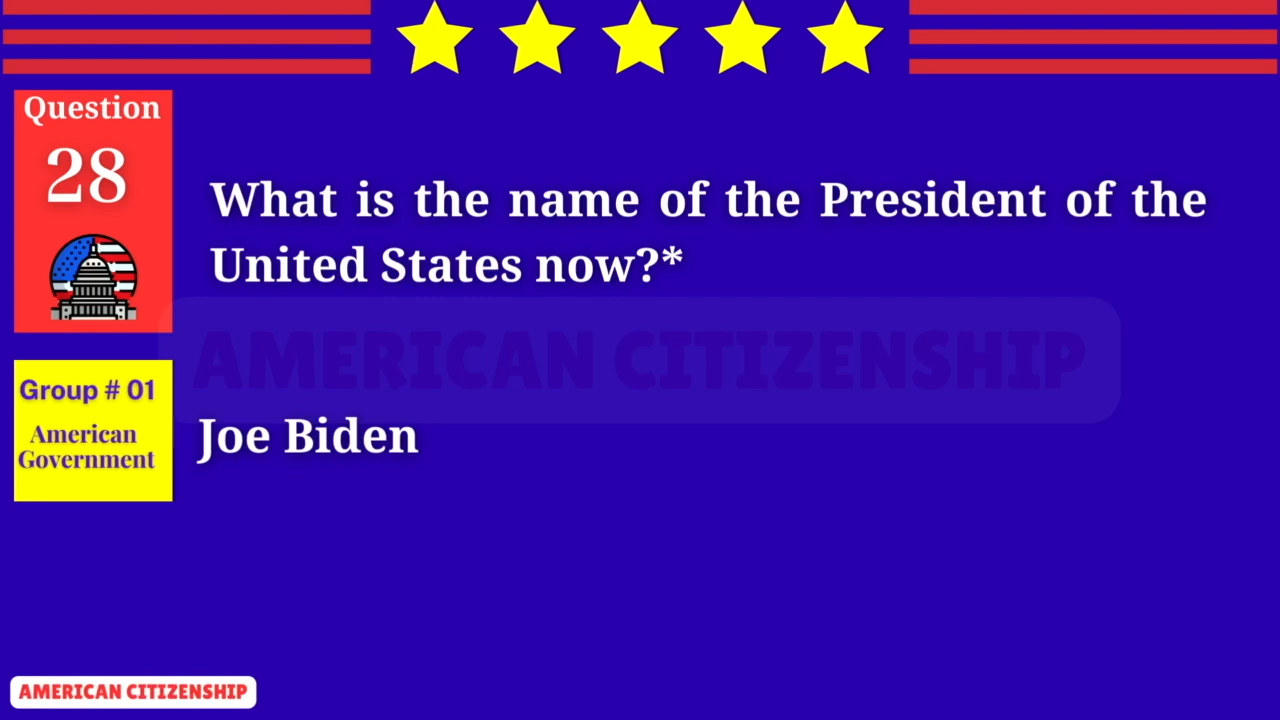 Question
28
What is the name of the President of the
United States now?*
AMERICAN CITIZENSHIP
Group # 01
American
Government
Joe Biden
AMERICAN CITIZENSHIP